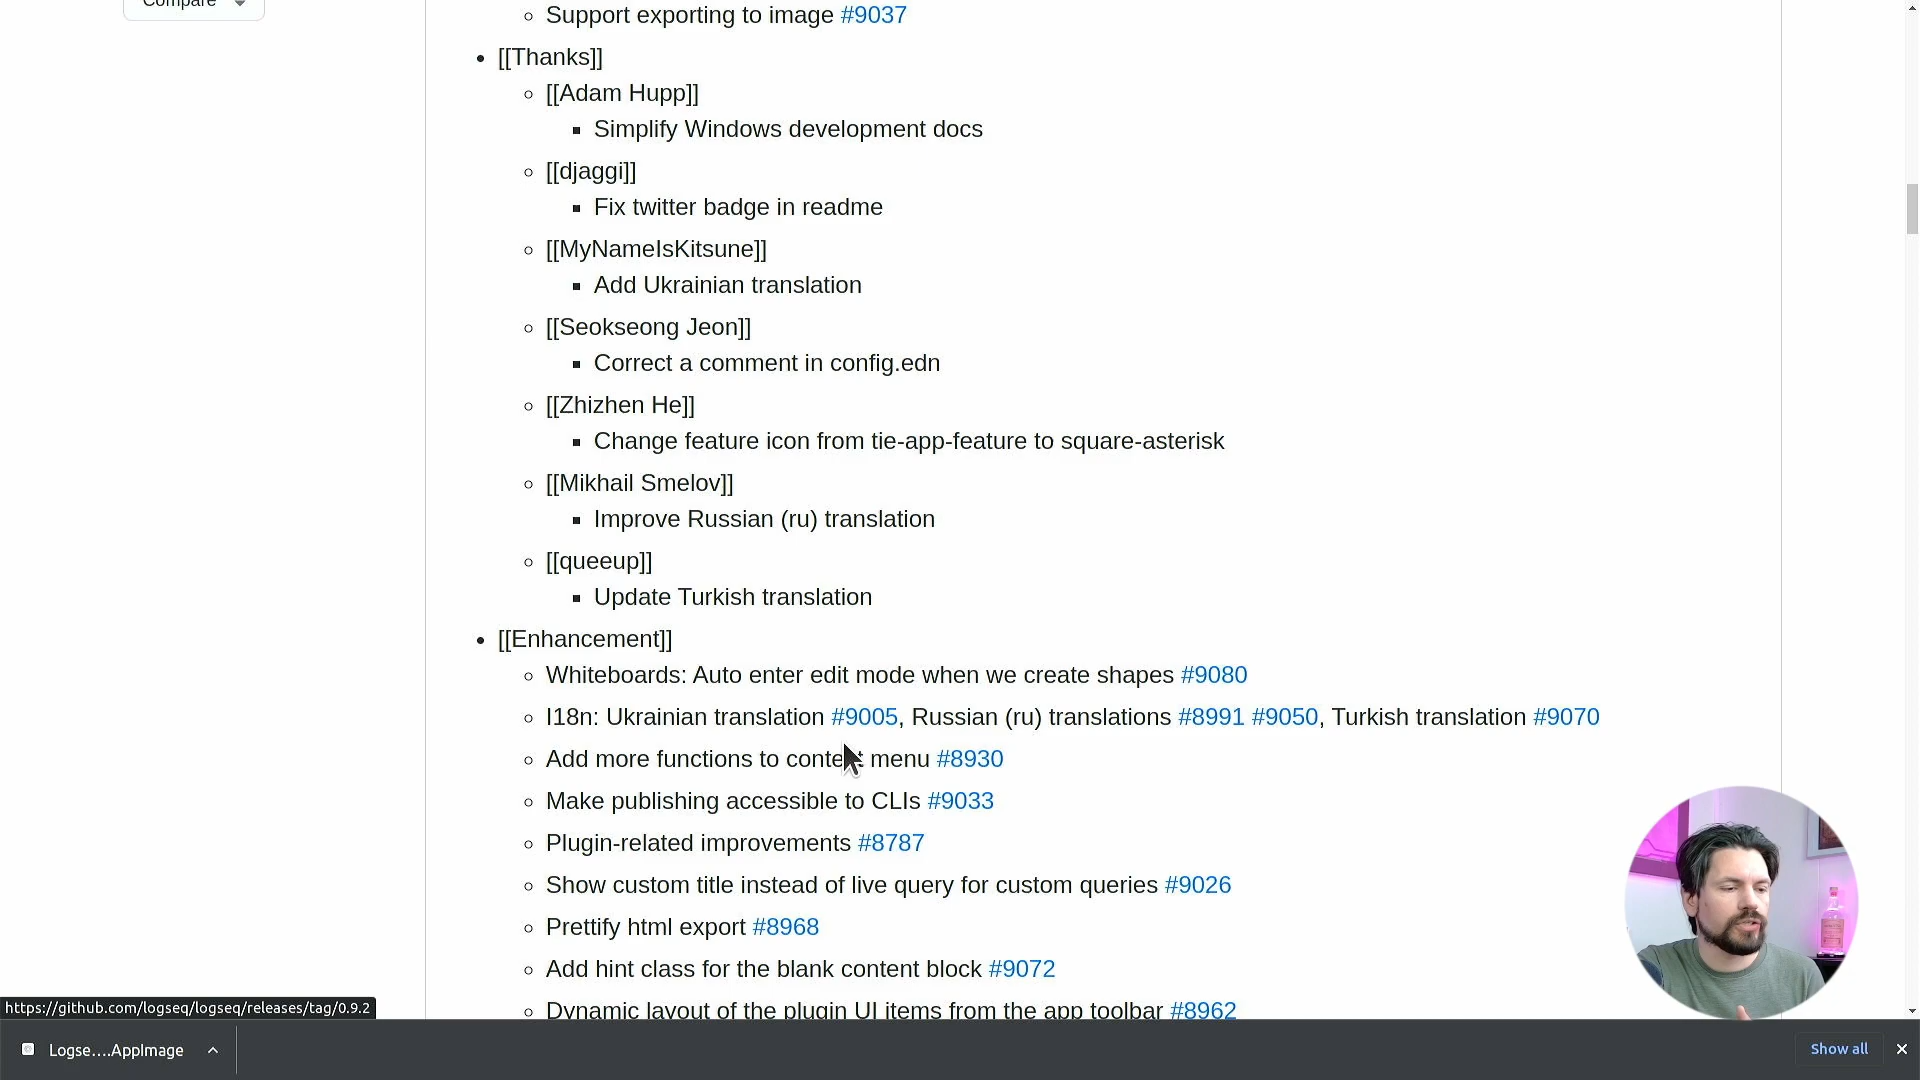 Compare
Support exporting to image #9037
[[Thanks]]
[[Adam Hupp]]
Simplify Windows development docs
[[djaggi]]
Fix twitter badge in readme
[[MyNameIsKitsune]]
Add Ukrainian translation
[[Seokseong Jeon]]
Correct a comment in config.edn
[[Zhizhen He]]
Change feature icon from tie-app-feature to square-asterisk
[[Mikhail Smelov]]
Improve Russian (ru) translation
[[queeup]]
Update Turkish translation
[[Enhancement]]
Whiteboards: Auto enter edit mode when we create shapes #9080
I18n: Ukrainian translation #9005, Russian (ru) translations #8991 #9050, Turkish translation #9070
Add more functions to context menu #8930
Make publishing accessible to CLIs #9033
Plugin-related improvements #8787
Show custom title instead of live query for custom queries #9026
Prettify html export #8968
Add hint class for the blank content block #9072
Dynamic layout of the plugin UI items from the app toolbar #8962
https://github.com/logseq/logseq/releases/tag/0.9.2
Logse....AppImage
Show all